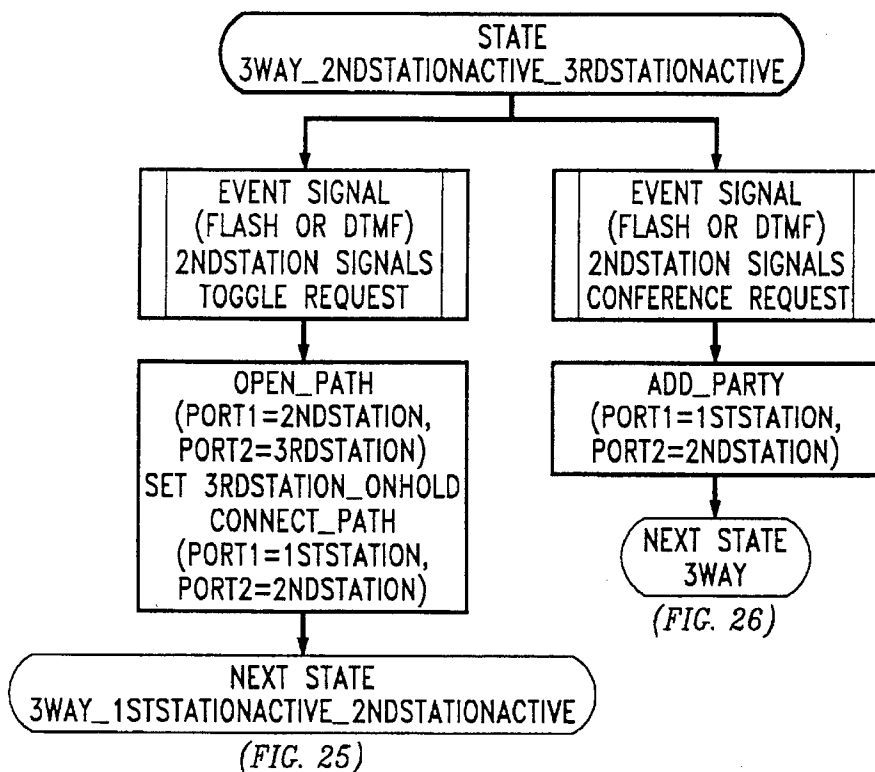 STATE
3WAY_2NDSTATIONACTIVE_3RDSTATIONACTIVE
EVENT SIGNAL
(FLASH OR DTMF)
2NDSTATION SIGNALS
TOGGLE REQUEST
OPEN_PATH
(PORT1=2NDSTATION,
PORT2=3RDSTATION)
SET 3RDSTATION_ONHOLD
CONNECT_PATH
(PORT1=1STSTATION,
PORT2=2NDSTATION)
NEXT STATE
3WAY_1STSTATIONACTIVE_2NDSTATIONACTIVE
(FIG. 25)
EVENT SIGNAL
(FLASH OR DTMF)
2NDSTATION SIGNALS
CONFERENCE REQUEST
ADD_PARTY
(PORT1=1STSTATION,
PORT2=2NDSTATION)
NEXT STATE
3WAY
(FIG. 26)